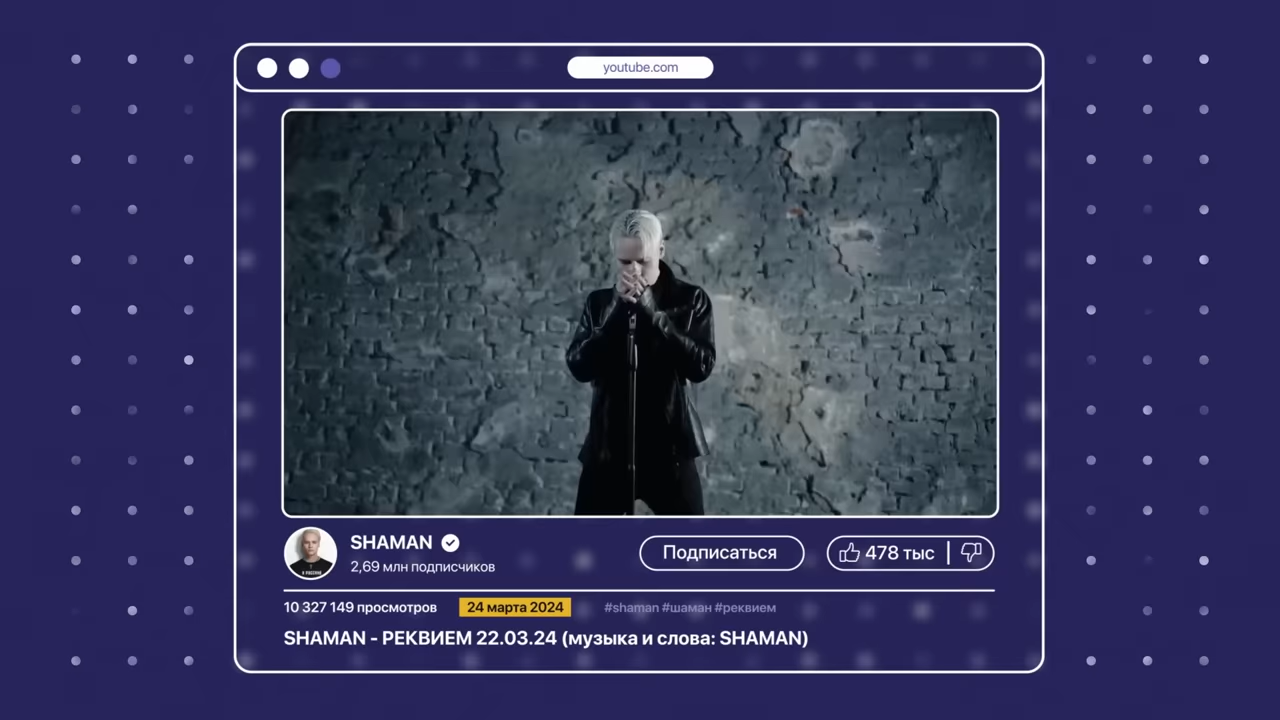 youtube.com
SHAMAN
2,69 млн подписчиков
Подписаться
478 тыс
10 327 149 просмотров 24 марта 2024 #shaman #шаман #реквием
SHAMAN - РЕКВИЕМ 22.03.24 (музыка и слова: SHAMAN)